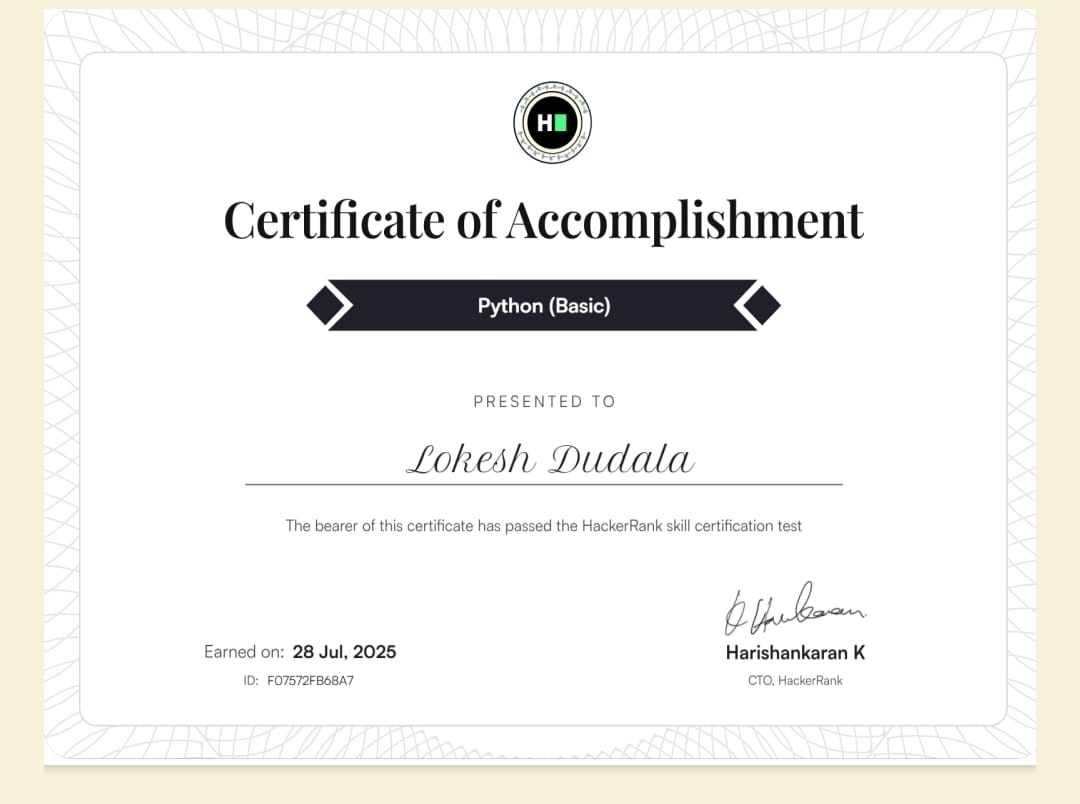 H
Certificate of Accomplishment
Python (Basic)
PRESENTED TO
Lokesh Dudala
The bearer of this certificate has passed the HackerRank skill certification test
Earned on: 28 Jul, 2025
ID: F07572FB68A7
Harishankaran K
CTO, HackerRank